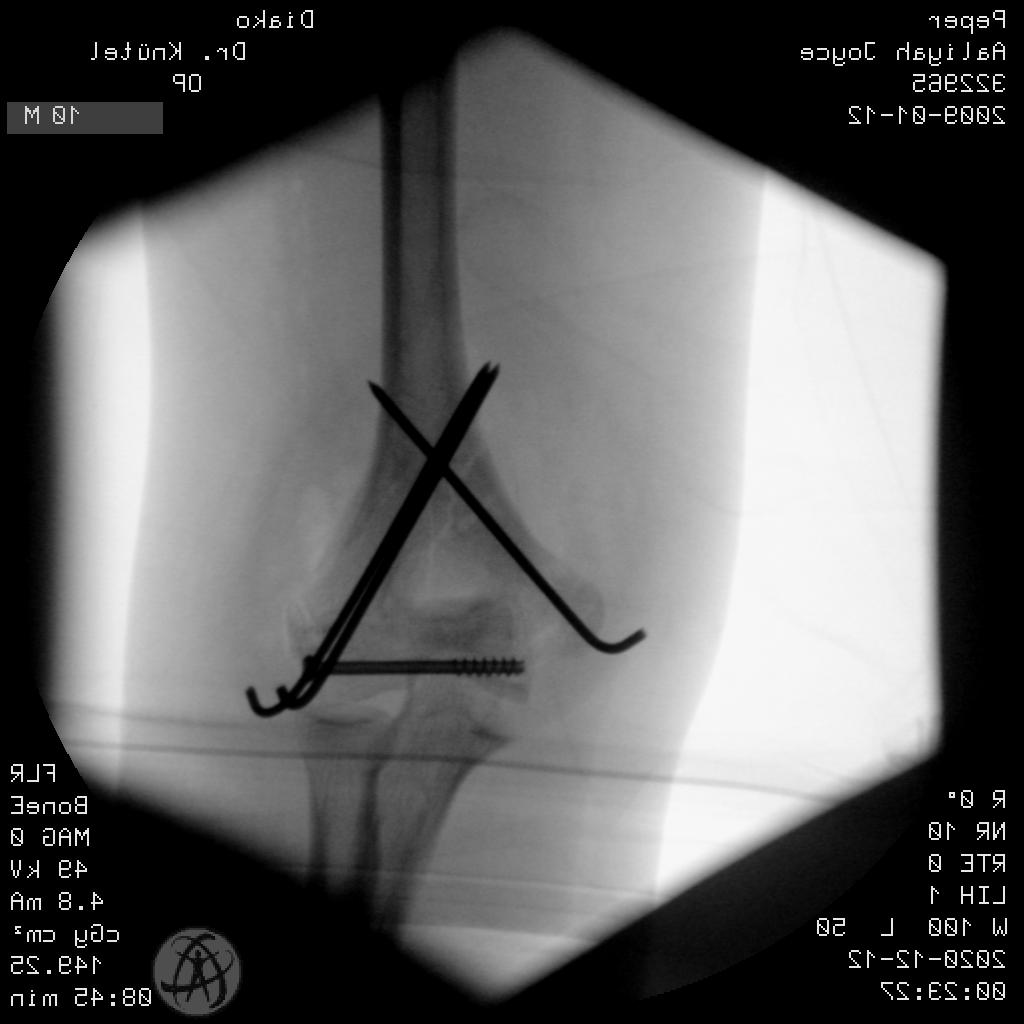 Peper
Aaliyah Joyce
322965
2009-01-12
Diako
Dr. Knütel
OP
10 M
R 0°
NR 10
RTE 0
LIH 1
W 100 L 50
2020-12-12
00:23:27
FLR
BoneE
MAG 0
49 kV
4.8 mA
cGy cm²
149.25
08:45 min